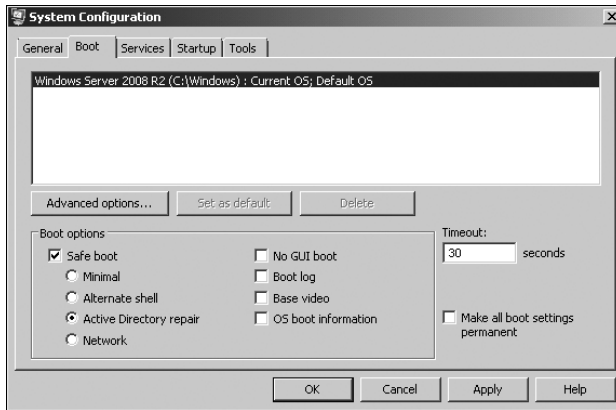 System Configuration
General Boot Services Startup Tools
Windows Server 2008 R2 (C:\Windows) : Current OS; Default OS
Advanced options... Set as default Delete
Boot options
Safe boot
Minimal
Alternate shell
Active Directory repair
Network
No GUI boot
Boot log
Base video
OS boot information
Timeout:
30 seconds
Make all boot settings
permanent
OK Cancel Apply Help